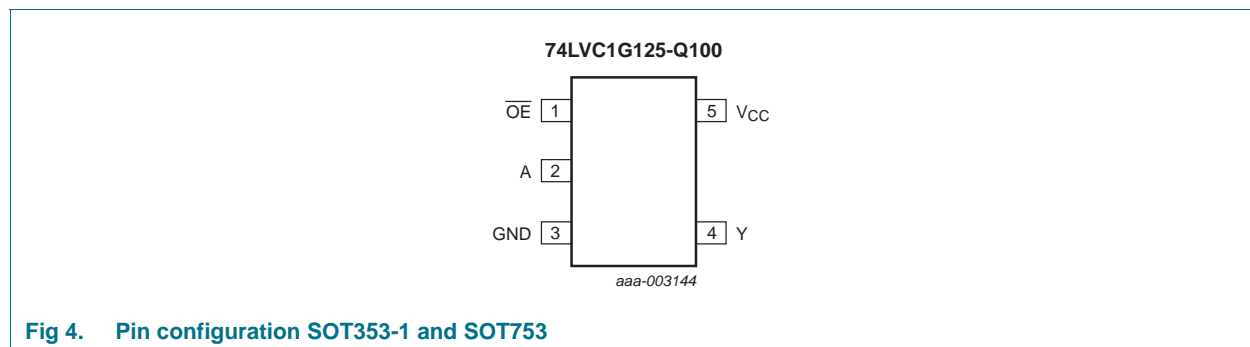 74LVC1G125-Q100
O̅E̅ 1
5 VCC
A 2
GND 3
4 Y
aaa-003144
Fig 4. Pin configuration SOT353-1 and SOT753